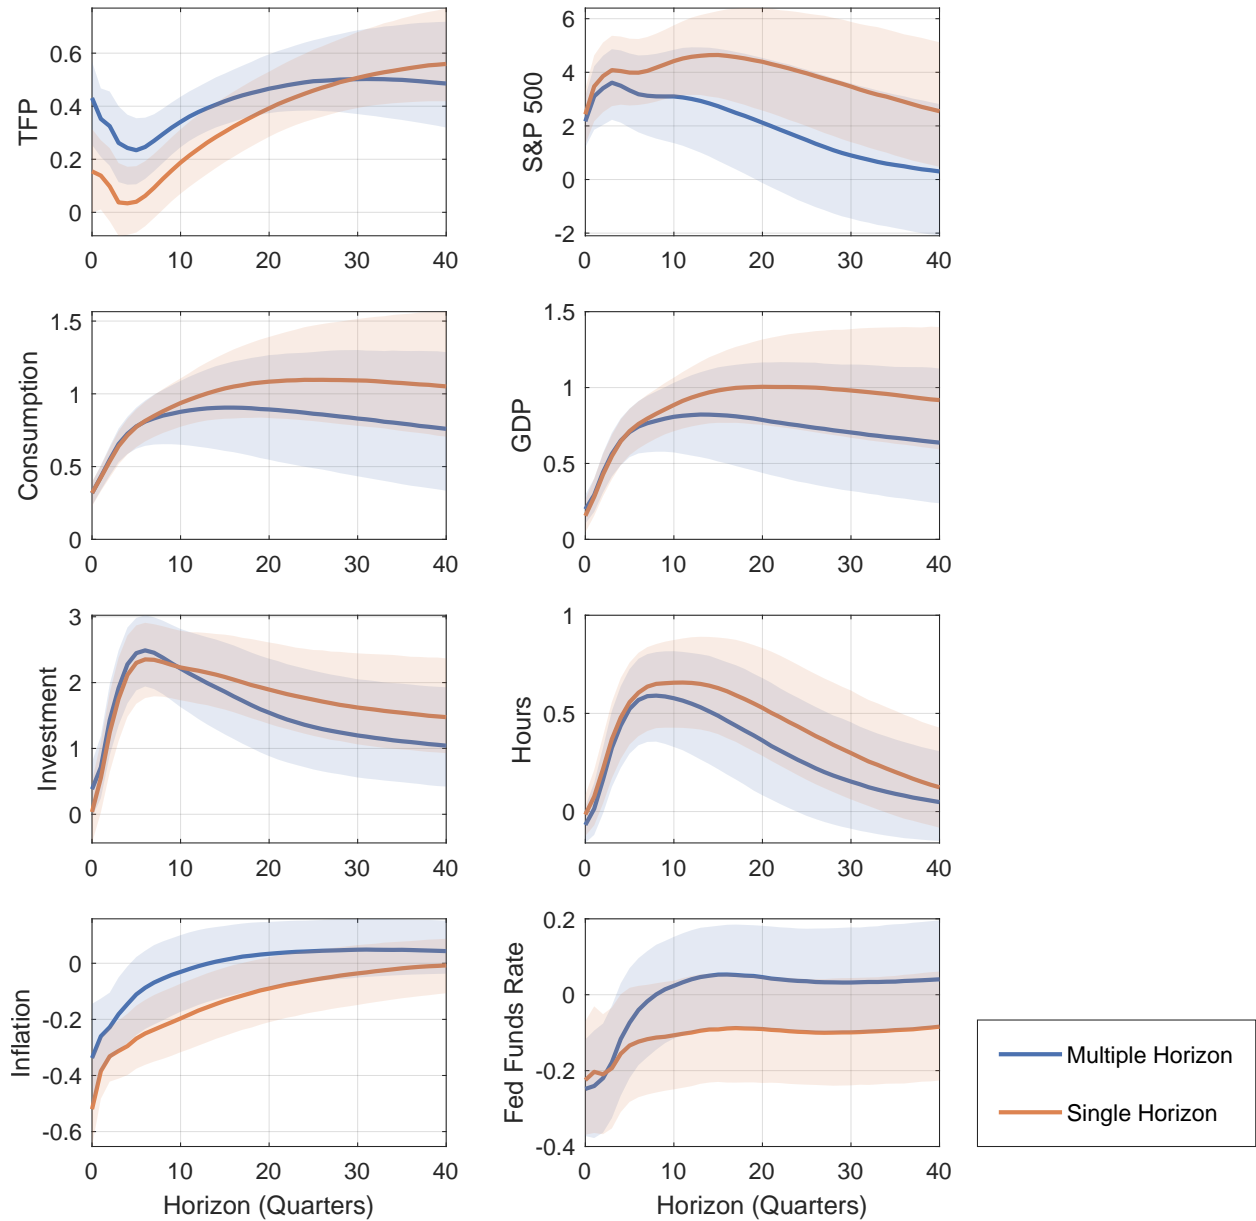 TFP
0.6
0.4
0.2
0
0 10 20 30 40
S&P 500
6
4
2
0
-2
0 10 20 30 40
Consumption
1.5
1
0.5
0
0 10 20 30 40
GDP
1.5
1
0.5
0
0 10 20 30 40
Investment
3
2
1
0
0 10 20 30 40
Hours
1
0.5
0
0 10 20 30 40
Inflation
0
-0.2
-0.4
-0.6
0 10 20 30 40
Horizon (Quarters)
Fed Funds Rate
0.2
0
-0.2
-0.4
0 10 20 30 40
Horizon (Quarters)
Multiple Horizon
Single Horizon